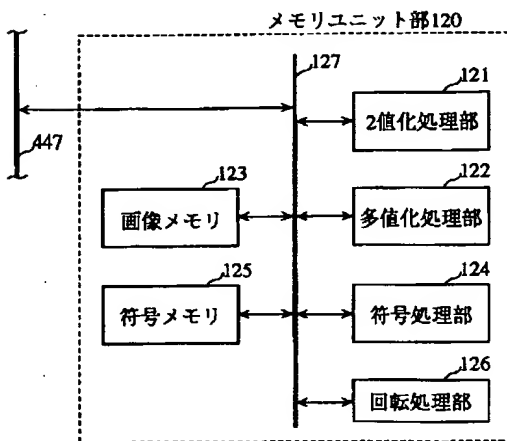 メモリユニット部120
127
121
2値化処理部
447
123
122
画像メモリ
多値化処理部
125
124
符号メモリ
符号処理部
126
回転処理部